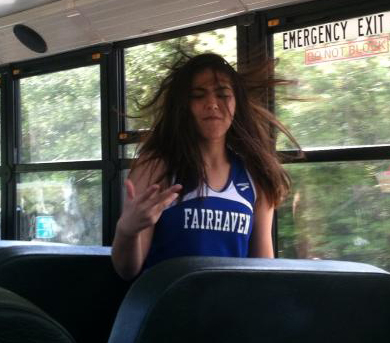 EMERGENCY EXIT
DO NOT BLOCK
FAIRHAVEN